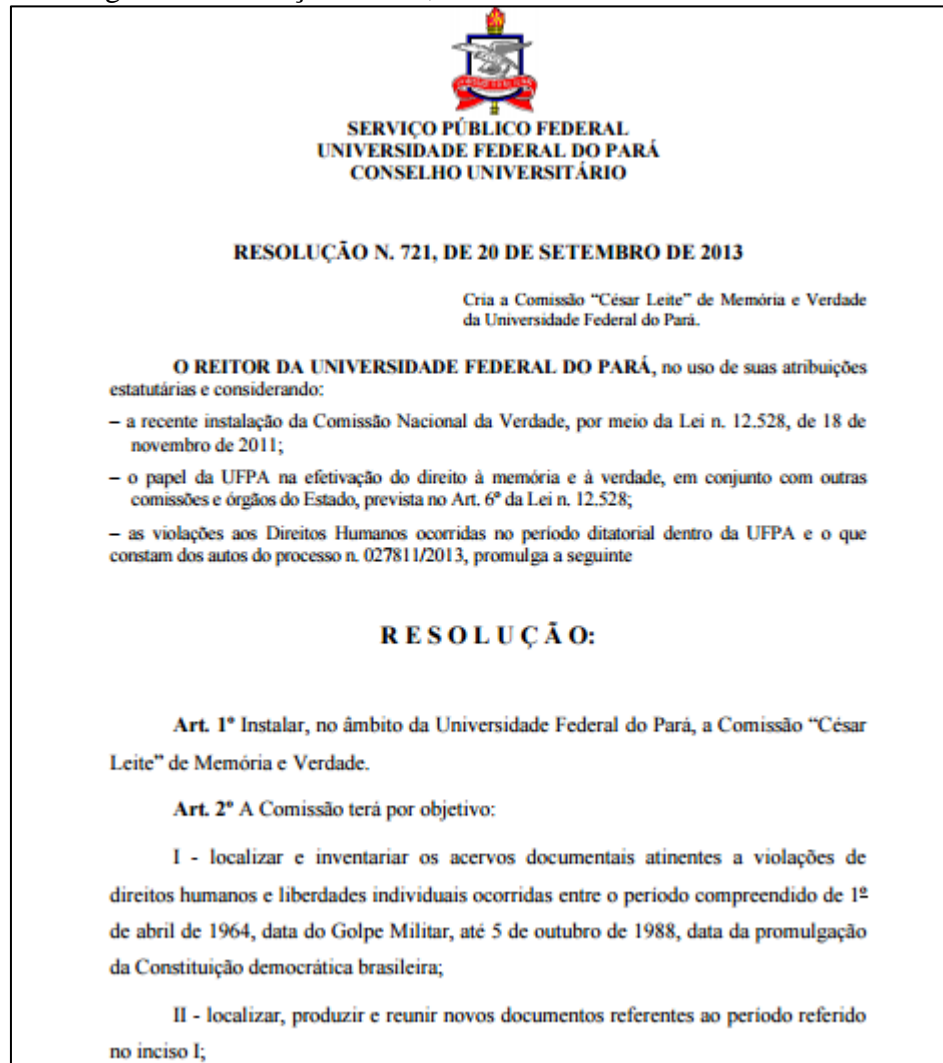 SERVIÇO PÚBLICO FEDERAL
UNIVERSIDADE FEDERAL DO PARÁ
CONSELHO UNIVERSITÁRIO
RESOLUÇÃO N. 721, DE 20 DE SETEMBRO DE 2013
Cria a Comissão “César Leite” de Memória e Verdade
da Universidade Federal do Pará.
O REITOR DA UNIVERSIDADE FEDERAL DO PARÁ, no uso de suas atribuições
estatutárias e considerando:
– a recente instalação da Comissão Nacional da Verdade, por meio da Lei n. 12.528, de 18 de
novembro de 2011;
– o papel da UFPA na efetivação do direito à memória e à verdade, em conjunto com outras
comissões e órgãos do Estado, prevista no Art. 6º da Lei n. 12.528;
– as violações aos Direitos Humanos ocorridas no período ditatorial dentro da UFPA e o que
constam dos autos do processo n. 027811/2013, promulga a seguinte
R E S O L U Ç Ã O:
Art. 1º Instalar, no âmbito da Universidade Federal do Pará, a Comissão “César
Leite” de Memória e Verdade.
Art. 2º A Comissão terá por objetivo:
I - localizar e inventariar os acervos documentais atinentes a violações de
direitos humanos e liberdades individuais ocorridas entre o período compreendido de 1º
de abril de 1964, data do Golpe Militar, até 5 de outubro de 1988, data da promulgação
da Constituição democrática brasileira;
II - localizar, produzir e reunir novos documentos referentes ao período referido
no inciso I;